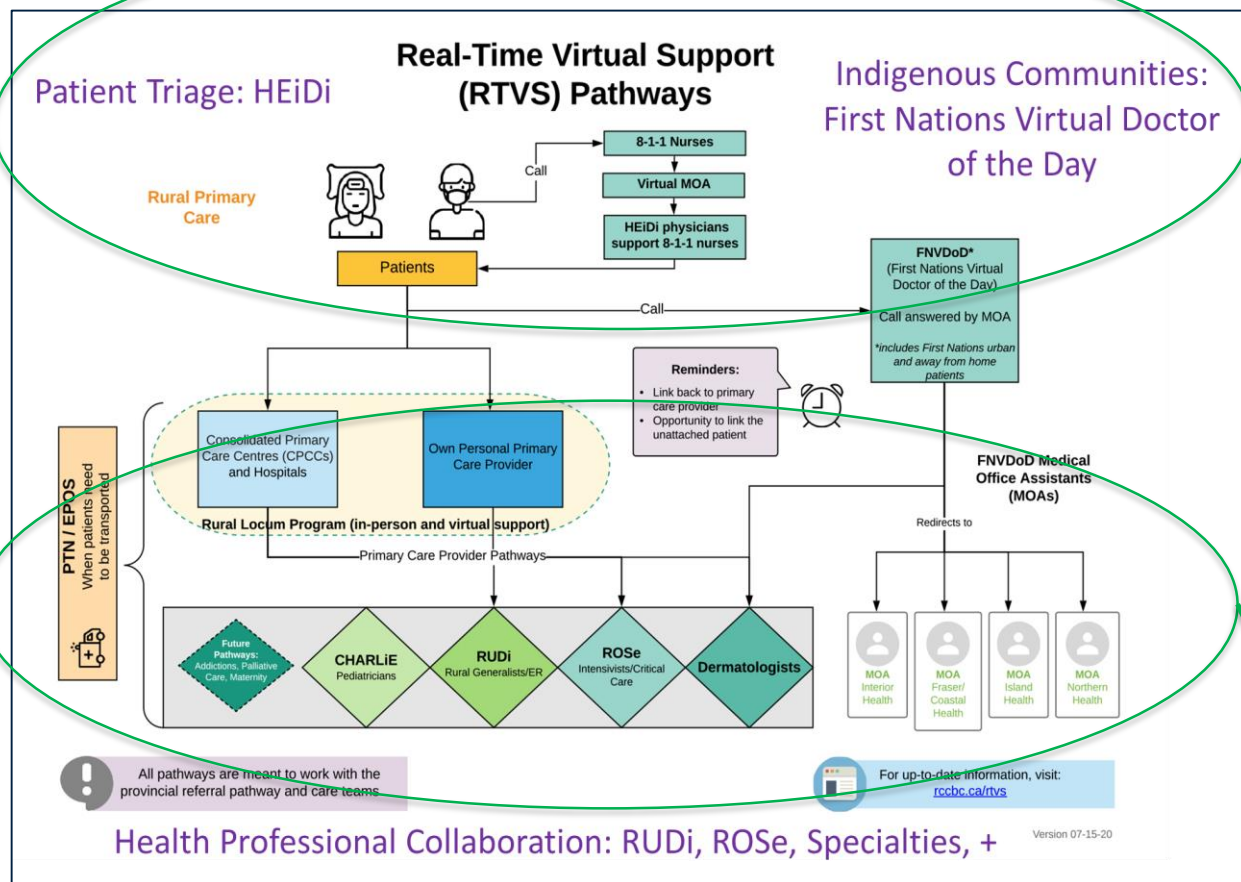 Real-Time Virtual Support
(RTVS) Pathways
Patient Triage: HEiDi
Indigenous Communities:
First Nations Virtual Doctor
of the Day
Rural Primary
Care
Call
8-1-1 Nurses
Virtual MOA
HEiDi physicians
support 8-1-1 nurses
Patients
Call
FNVDoD*
(First Nations Virtual
Doctor of the Day)
Call answered by MOA
*includes First Nations urban
and away from home
patients
Reminders:
• Link back to primary
care provider
• Opportunity to link the
unattached patient
PTN / EPOS
When patients need
to be transported
Consolidated Primary
Care Centres (CPCCs)
and Hospitals
Own Personal Primary
Care Provider
Rural Locum Program (in-person and virtual support)
Primary Care Provider Pathways
FNVDoD Medical
Office Assistants
(MOAs)
Redirects to
Future
Pathways:
Addictions, Palliative
Care, Maternity
CHARLiE
Pediatricians
RUDi
Rural Generalists/ER
ROSe
Intensivists/Critical
Care
Dermatologists
MOA
Interior
Health
MOA
Fraser/
Coastal
Health
MOA
Island
Health
MOA
Northern
Health
All pathways are meant to work with the
provincial referral pathway and care teams
For up-to-date information, visit:
rccbc.ca/rtvs
Health Professional Collaboration: RUDi, ROSe, Specialties, +
Version 07-15-20